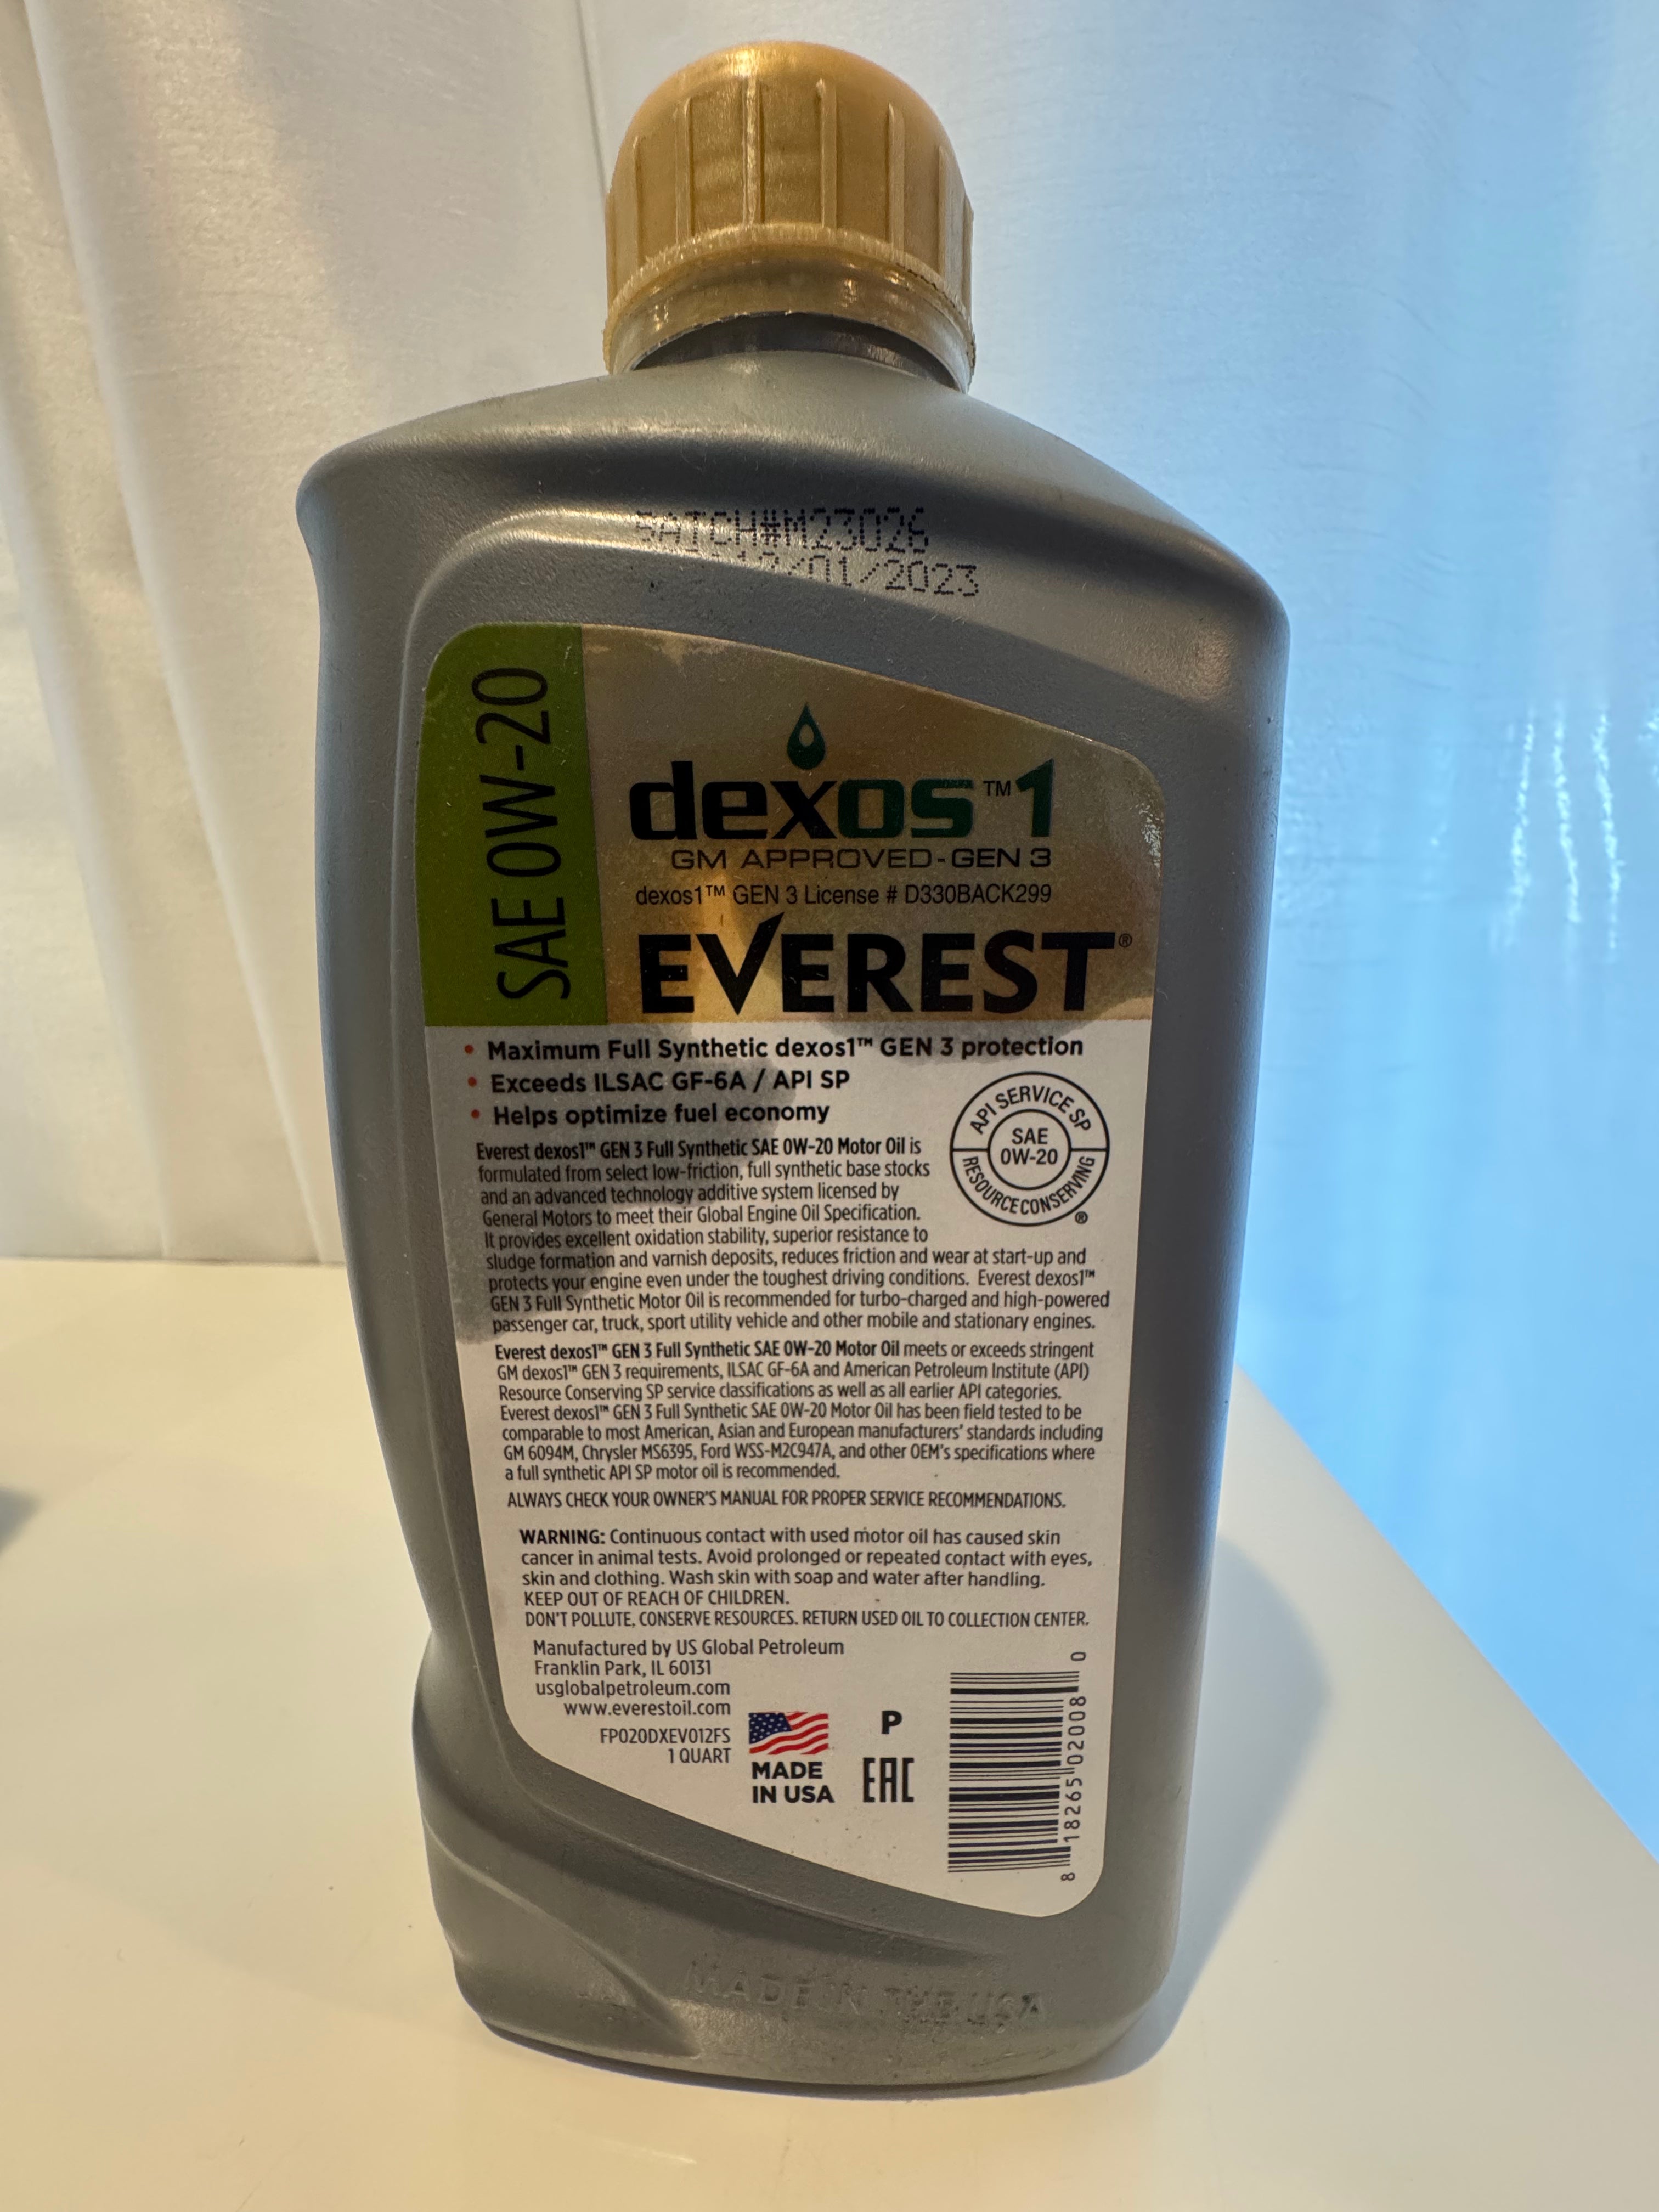 BATCH#M23026
12/01/2023
SAE 0W-20
dexos™1
GM APPROVED-GEN 3
dexos1™ GEN 3 License # D330BACK299
EVEREST®
• Maximum Full Synthetic dexos1™ GEN 3 protection
• Exceeds ILSAC GF-6A / API SP
• Helps optimize fuel economy
API SERVICE SP
SAE
0W-20
RESOURCE CONSERVING
®
Everest dexos1™ GEN 3 Full Synthetic SAE 0W-20 Motor Oil is
formulated from select low-friction, full synthetic base stocks
and an advanced technology additive system licensed by
General Motors to meet their Global Engine Oil Specification.
It provides excellent oxidation stability, superior resistance to
sludge formation and varnish deposits, reduces friction and wear at start-up and
protects your engine even under the toughest driving conditions. Everest dexos1™
GEN 3 Full Synthetic Motor Oil is recommended for turbo-charged and high-powered
passenger car, truck, sport utility vehicle and other mobile and stationary engines.
Everest dexos1™ GEN 3 Full Synthetic SAE 0W-20 Motor Oil meets or exceeds stringent
GM dexos1™ GEN 3 requirements, ILSAC GF-6A and American Petroleum Institute (API)
Resource Conserving SP service classifications as well as all earlier API categories.
Everest dexos1™ GEN 3 Full Synthetic SAE 0W-20 Motor Oil has been field tested to be
comparable to most American, Asian and European manufacturers' standards including
GM 6094M, Chrysler MS6395, Ford WSS-M2C947A, and other OEM's specifications where
a full synthetic API SP motor oil is recommended.
ALWAYS CHECK YOUR OWNER'S MANUAL FOR PROPER SERVICE RECOMMENDATIONS.
WARNING: Continuous contact with used motor oil has caused skin
cancer in animal tests. Avoid prolonged or repeated contact with eyes,
skin and clothing. Wash skin with soap and water after handling.
KEEP OUT OF REACH OF CHILDREN.
DON'T POLLUTE, CONSERVE RESOURCES. RETURN USED OIL TO COLLECTION CENTER.
Manufactured by US Global Petroleum
Franklin Park, IL 60131
usglobalpetroleum.com
www.everestoil.com
FP020DXEV012FS
1 QUART
MADE
IN USA
P
EAC
8 18265 02008 0
MADE IN THE USA